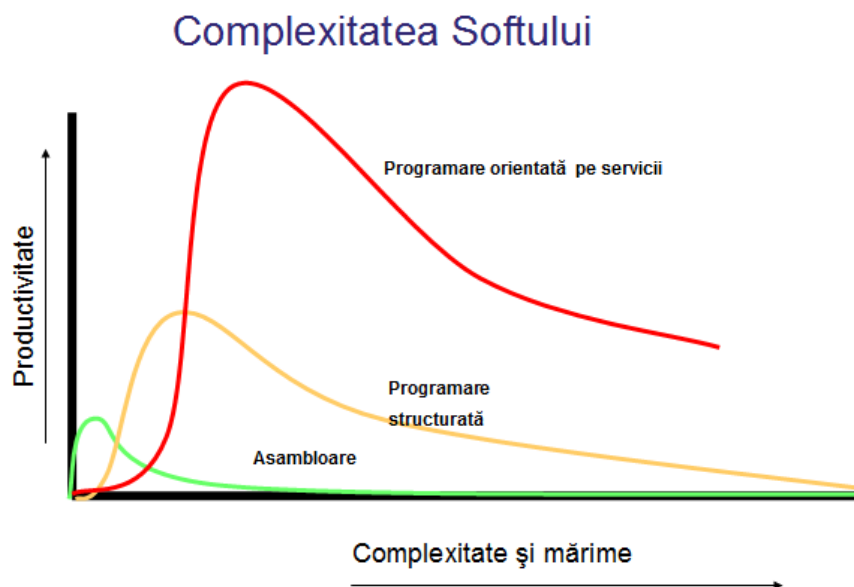 Complexitatea Softului
Programare orientată pe servicii
Productivitate
Programare
structurată
Asambloare
Complexitate şi mărime